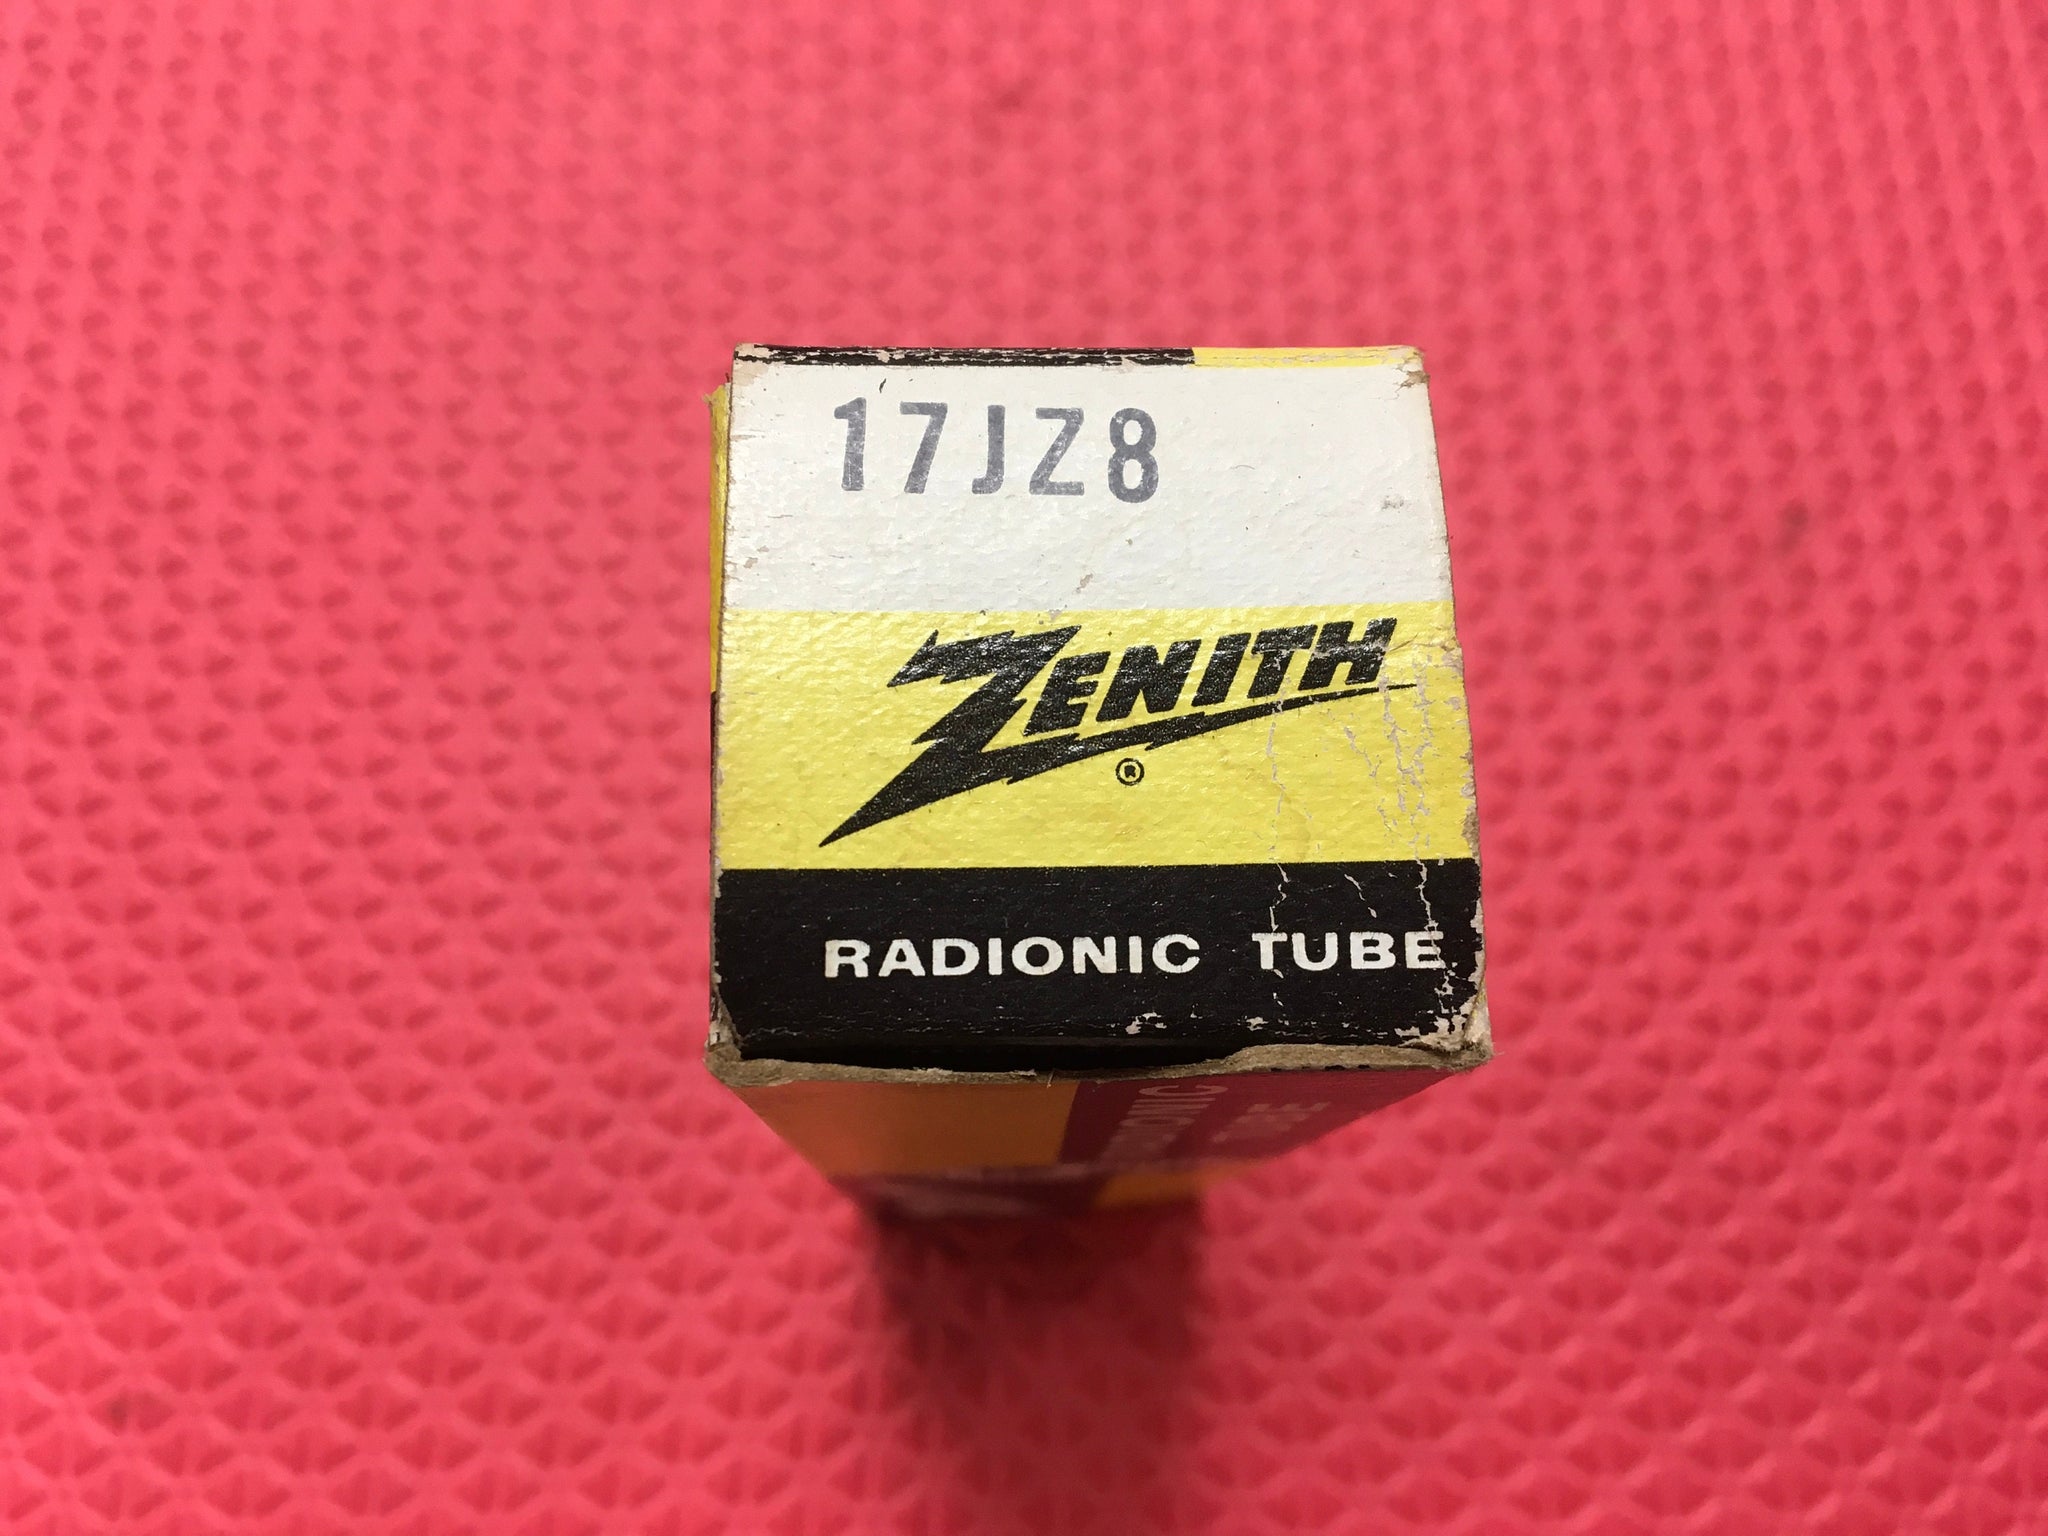 17JZ8
ZENITH
®
RADIONIC TUBE